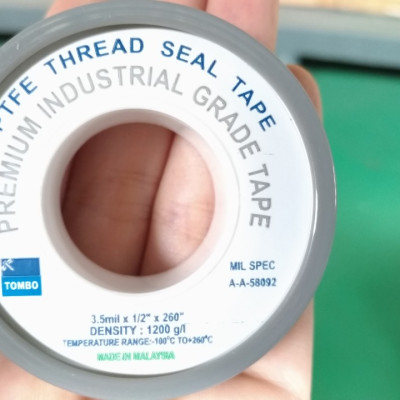 PTFE THREAD SEAL TAPE
PREMIUM INDUSTRIAL GRADE TAPE
TOMBO
MIL SPEC
A-A-58092
3.5mil x 1/2" x 260"
DENSITY : 1200 g/l
TEMPERATURE RANGE:-100°C TO+260°C
MADE IN MALAYSIA